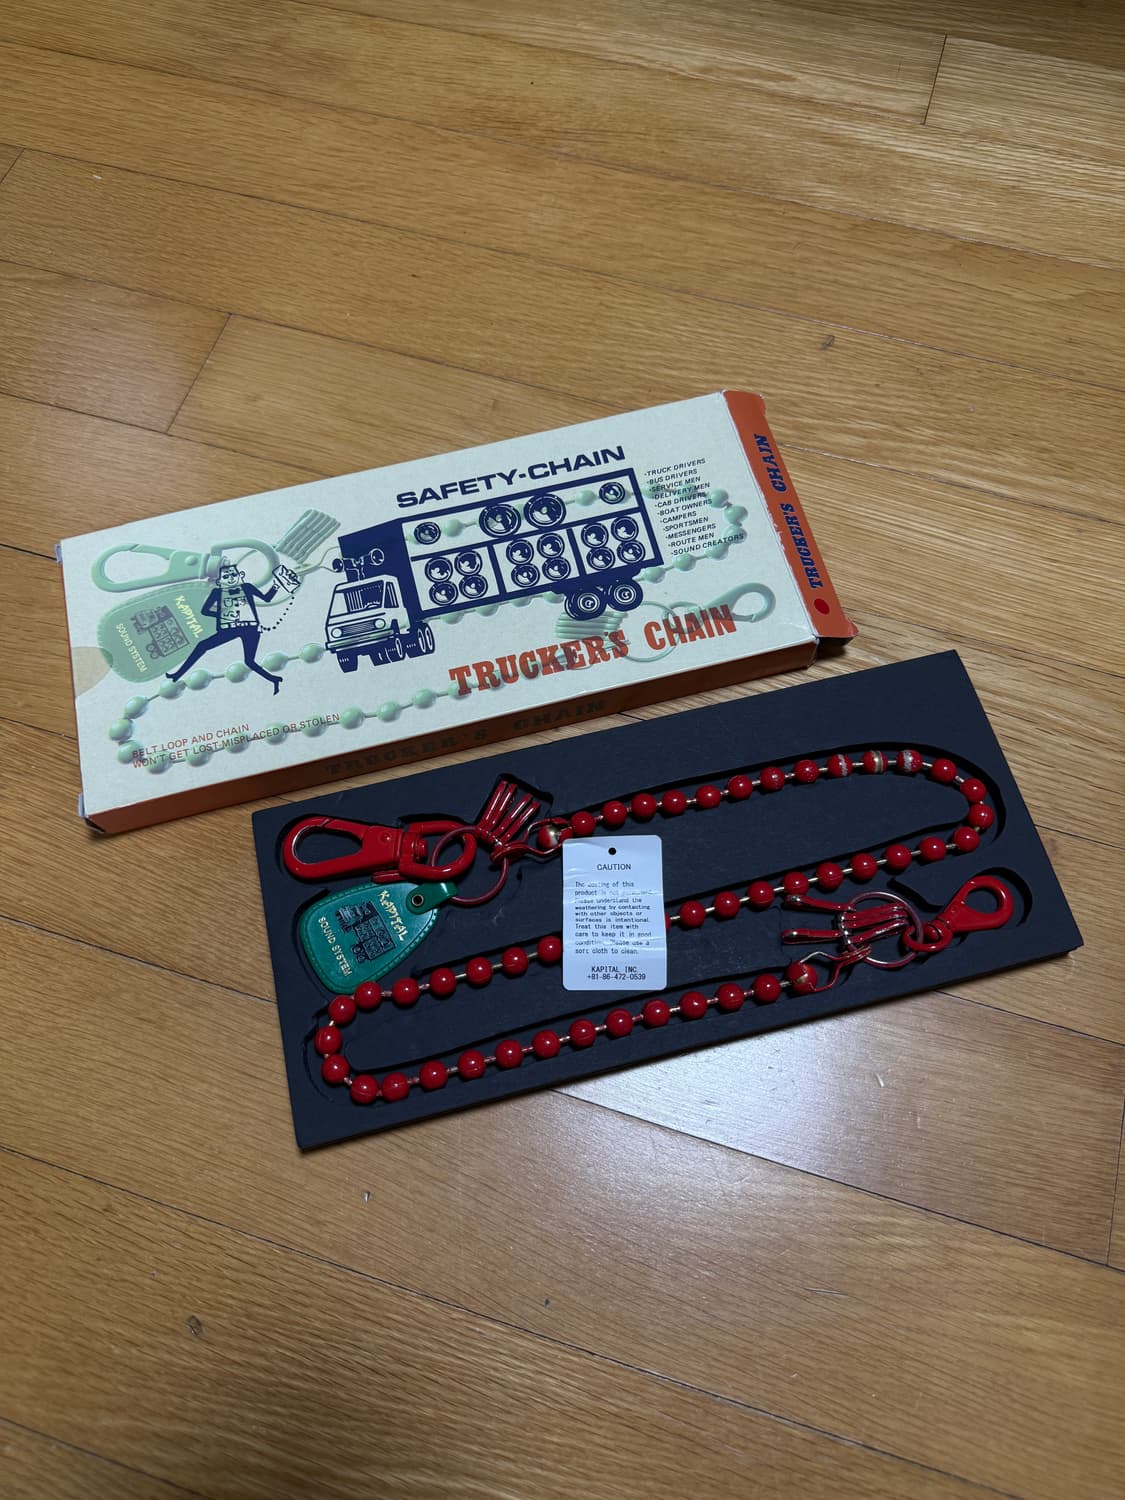 SAFETY-CHAIN
-TRUCK DRIVERS
-BUS DRIVERS
-SERVICE MEN
-DELIVERY MEN
-CAB DRIVERS
-BOAT OWNERS
-CAMPERS
-SPORTSMEN
-MESSENGERS
-ROUTE MEN
-SOUND CREATORS
KAPITAL
SOUND SYSTEM
TRUCKER'S CHAIN
BELT LOOP AND CHAIN
WON'T GET LOST MISPLACED OR STOLEN
TRUCKER'S CHAIN
TRUCKER'S CHAIN
KAPITAL
SOUND SYSTEM
CAUTION
The coating of this
product is not permanent.
Please understand the
weathering by contacting
with other objects or
surfaces is intentional.
Treat this item with
care to keep it in good
condition. Please use a
soft cloth to clean.
KAPITAL INC.
+81-86-472-0539